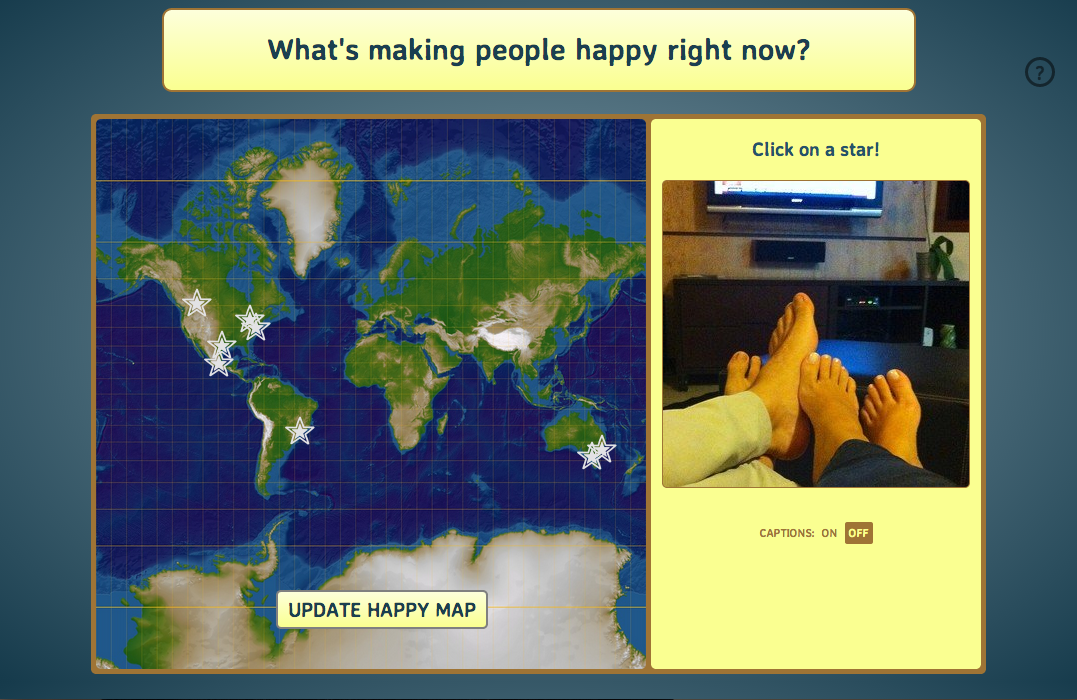 What's making people happy right now?
?
Click on a star!
CAPTIONS: ON OFF
UPDATE HAPPY MAP